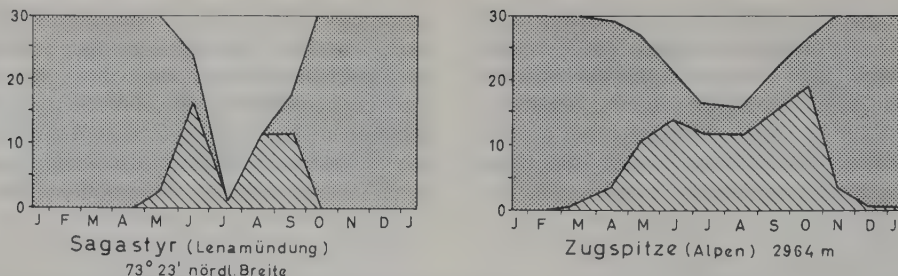 30
20
10
0
J F M A M J J A S O N D J
Sagastyr (Lenamündung)
73° 23' nördl. Breite
30
20
10
0
J F M A M J J A S O N D J
Zugspitze (Alpen) 2964 m